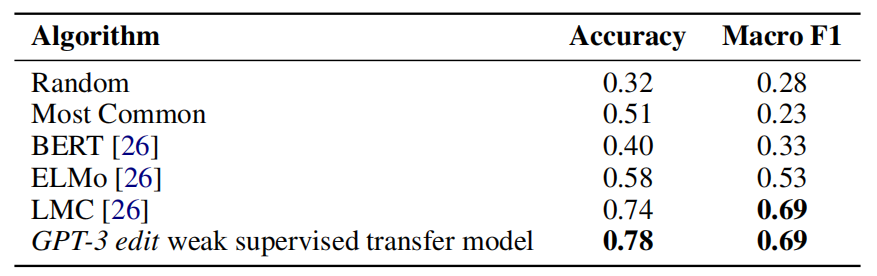 Algorithm Accuracy Macro F1
Random 0.32 0.28
Most Common 0.51 0.23
BERT [26] 0.40 0.33
ELMo [26] 0.58 0.53
LMC [26] 0.74 0.69
GPT-3 edit weak supervised transfer model 0.78 0.69